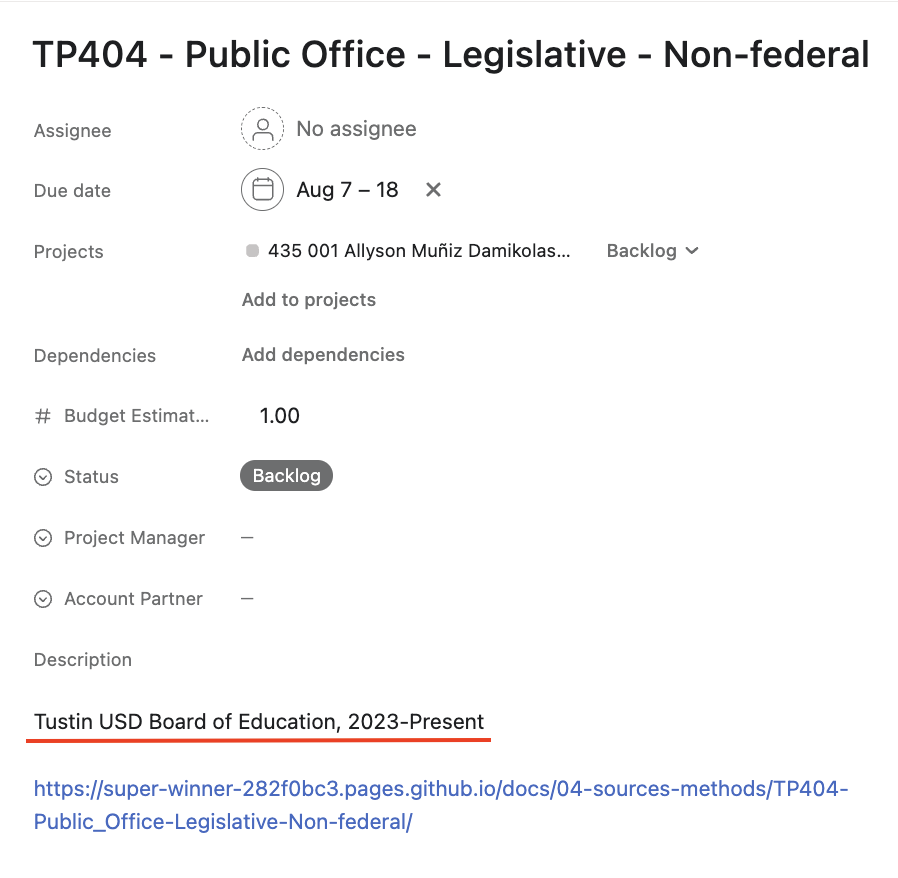 TP404 - Public Office - Legislative - Non-federal
Assignee No assignee
Due date Aug 7 – 18
Projects 435 001 Allyson Muñiz Damikolas... Backlog
Add to projects
Dependencies Add dependencies
# Budget Estimat... 1.00
Status Backlog
Project Manager —
Account Partner —
Description
Tustin USD Board of Education, 2023-Present
https://super-winner-282f0bc3.pages.github.io/docs/04-sources-methods/TP404-
Public_Office-Legislative-Non-federal/